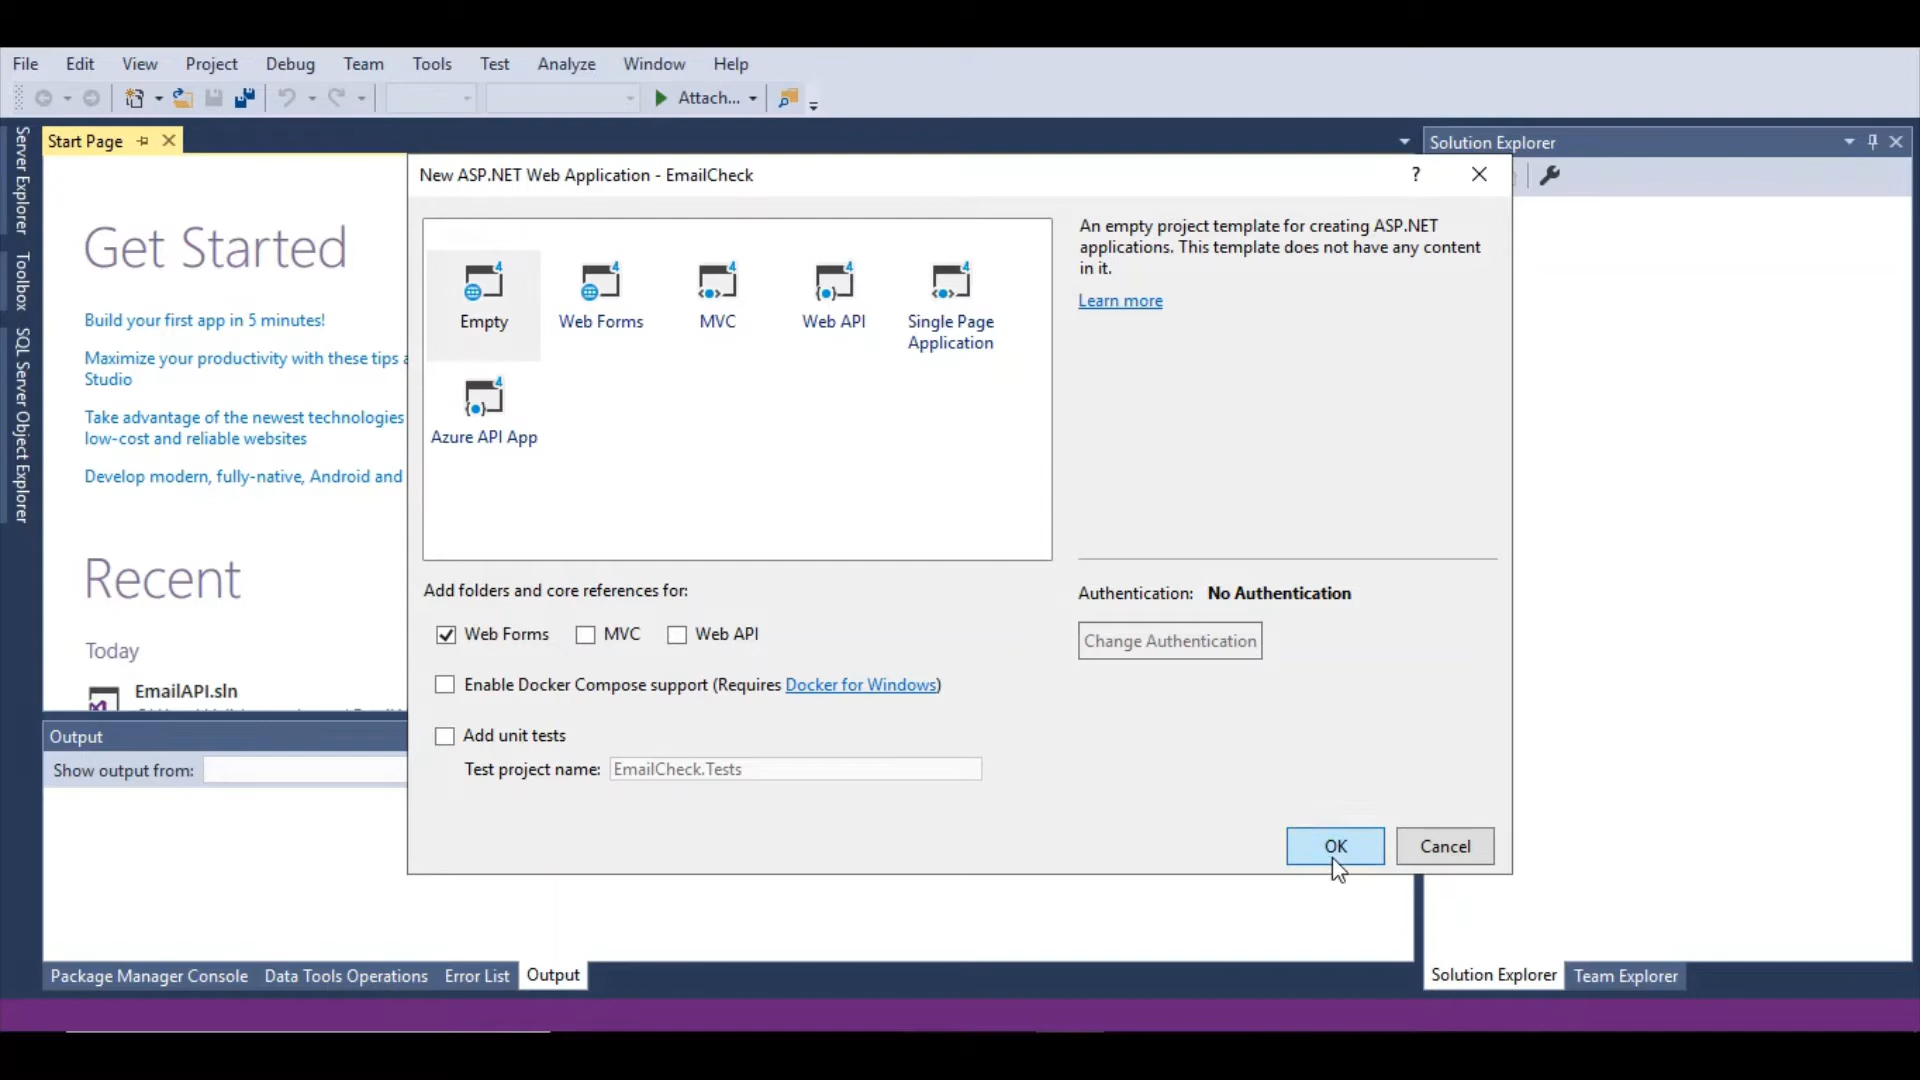 File Edit View Project Debug Team Tools Test Analyze Window Help
Attach...
Server Explorer
Toolbox
SQL Server Object Explorer
Start Page
Get Started
Build your first app in 5 minutes!
Maximize your productivity with these tips a
Studio
Take advantage of the newest technologies
low-cost and reliable websites
Develop modern, fully-native, Android and
Recent
Today
EmailAPI.sln
Output
Show output from:
Package Manager Console Data Tools Operations Error List Output
New ASP.NET Web Application - EmailCheck
?
4 Empty
4 Web Forms
4 MVC
4 Web API
4 Single Page
Application
4 Azure API App
An empty project template for creating ASP.NET
applications. This template does not have any content
in it.
Learn more
Add folders and core references for:
Web Forms MVC Web API
Enable Docker Compose support (Requires Docker for Windows)
Add unit tests
Test project name: EmailCheck.Tests
Authentication: No Authentication
Change Authentication
OK Cancel
Solution Explorer
Solution Explorer Team Explorer